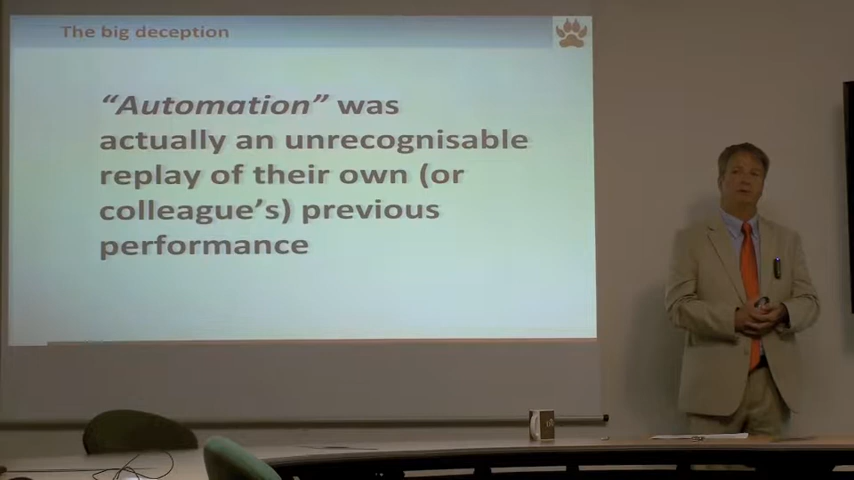 The big deception
“Automation” was
actually an unrecognisable
replay of their own (or
colleague’s) previous
performance